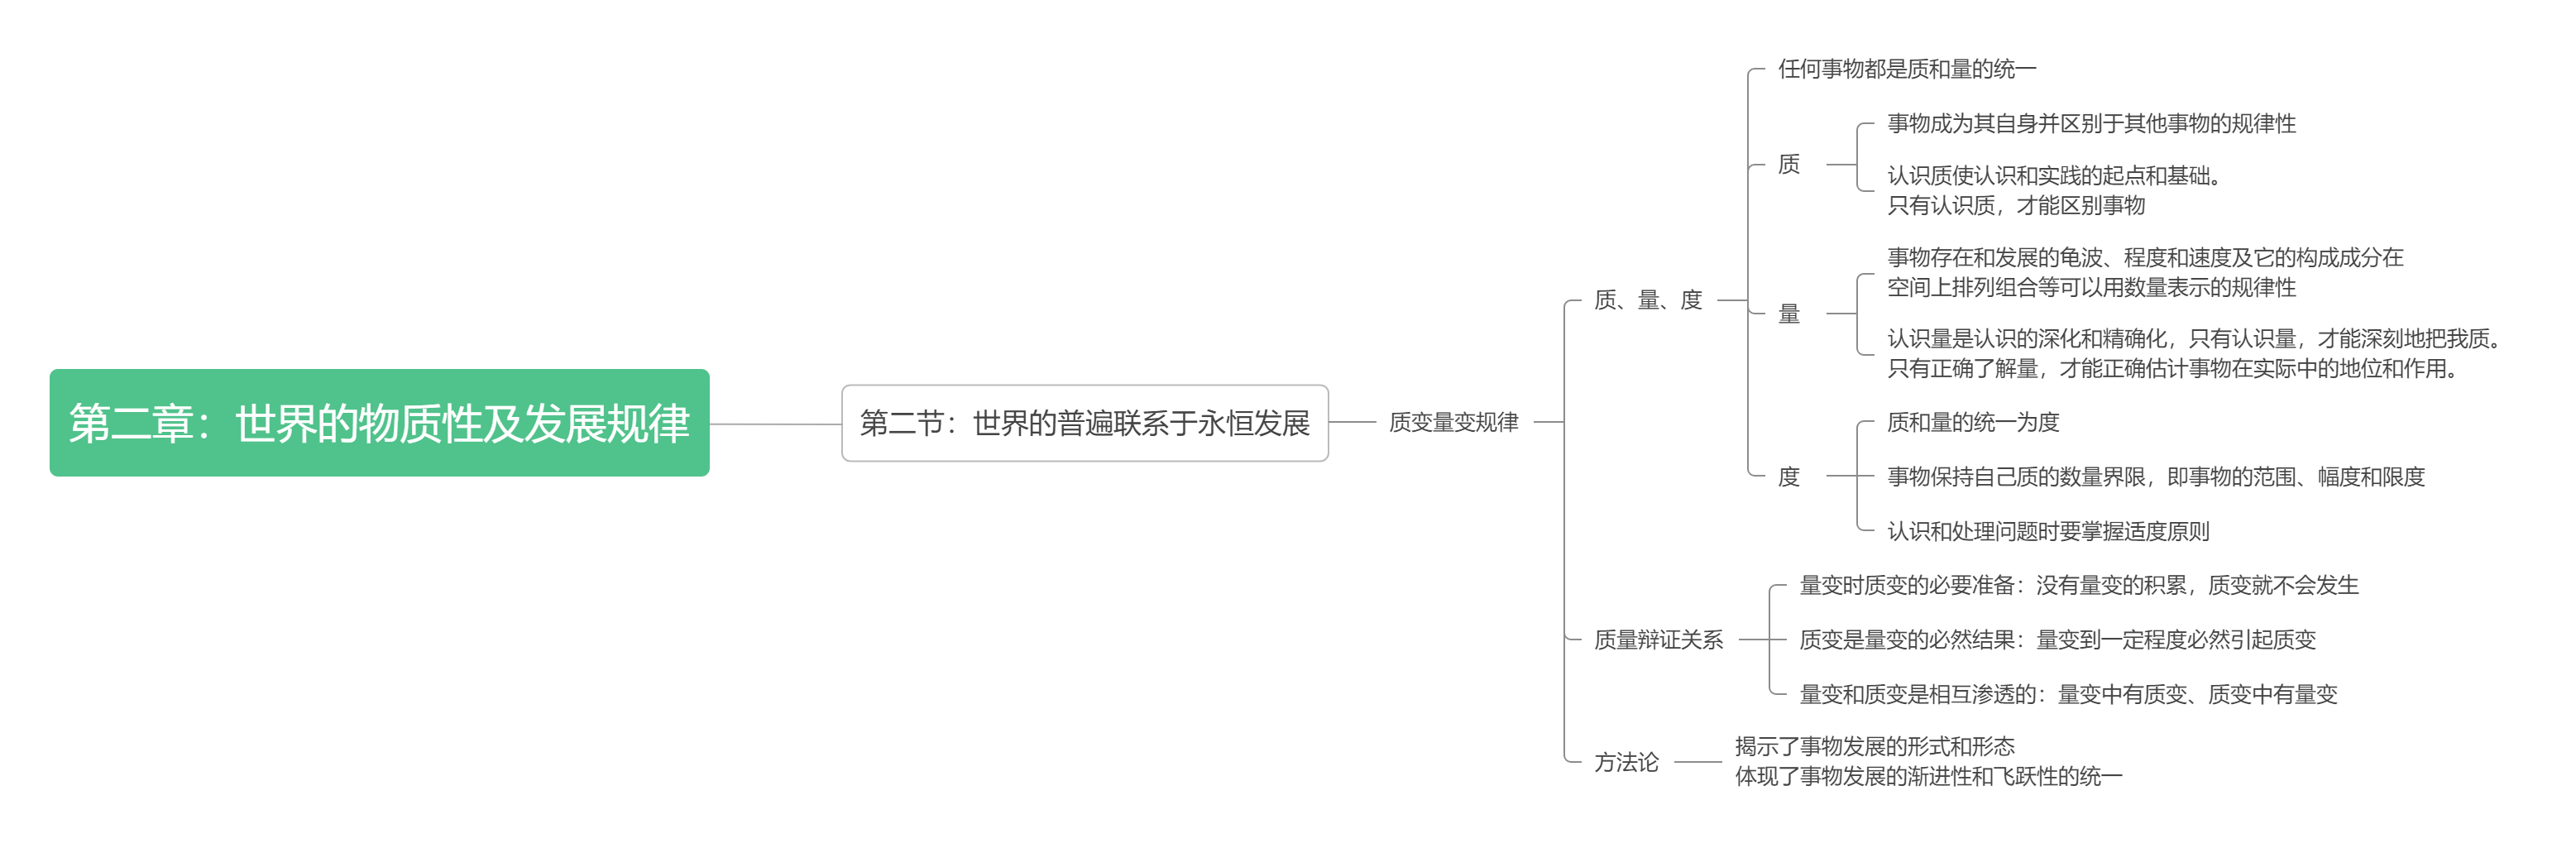 第二章：世界的物质性及发展规律
第二节：世界的普遍联系于永恒发展
质变量变规律
质、量、度
任何事物都是质和量的统一
质
事物成为其自身并区别于其他事物的规律性
认识质使认识和实践的起点和基础。
只有认识质，才能区别事物
量
事物存在和发展的龟波、程度和速度及它的构成成分在
空间上排列组合等可以用数量表示的规律性
认识量是认识的深化和精确化，只有认识量，才能深刻地把我质。
只有正确了解量，才能正确估计事物在实际中的地位和作用。
度
质和量的统一为度
事物保持自己质的数量界限，即事物的范围、幅度和限度
认识和处理问题时要掌握适度原则
质量辩证关系
量变时质变的必要准备：没有量变的积累，质变就不会发生
质变是量变的必然结果：量变到一定程度必然引起质变
量变和质变是相互渗透的：量变中有质变、质变中有量变
方法论
揭示了事物发展的形式和形态
体现了事物发展的渐进性和飞跃性的统一